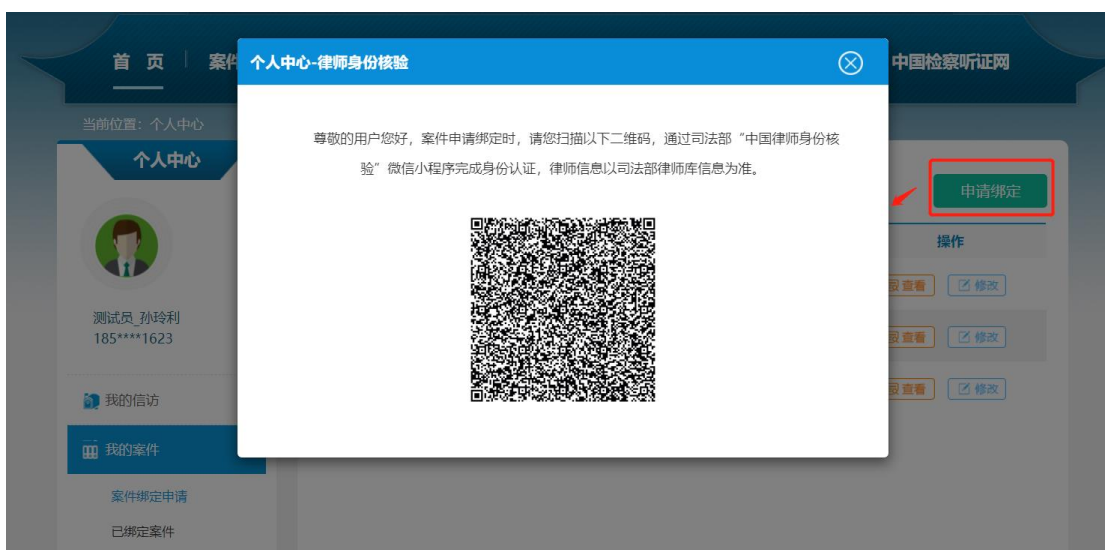 首 页 案件
中国检察听证网
个人中心-律师身份核验
当前位置：个人中心
个人中心
尊敬的用户您好，案件申请绑定时，请您扫描以下二维码，通过司法部“中国律师身份核
验”微信小程序完成身份认证，律师信息以司法部律师库信息为准。
申请绑定
操作
查看 修改
测试员_孙玲利
185****1623
查看 修改
我的信访
查看 修改
我的案件
案件绑定申请
已绑定案件